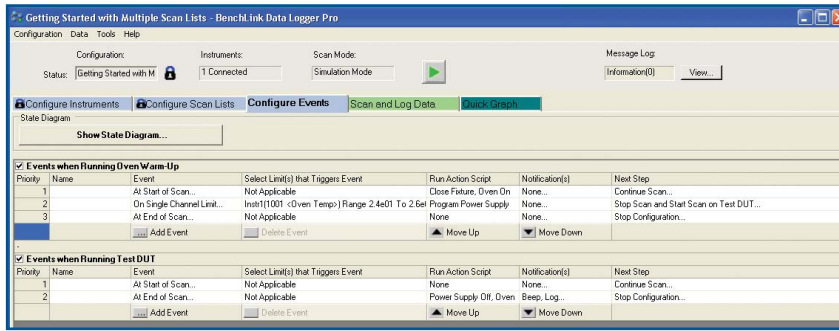 Getting Started with Multiple Scan Lists - BenchLink Data Logger Pro
Configuration Data Tools Help
Configuration: Instruments: Scan Mode: Message Log:
Status: Getting Started with M 1 Connected Simulation Mode Information(0) View...
Configure Instruments Configure Scan Lists Configure Events Scan and Log Data Quick Graph
State Diagram
Show State Diagram...
Events when Running Oven Warm-Up
Priority Name Event Select Limit(s) that Triggers Event Run Action Script Notification(s) Next Step
1 At Start of Scan... Not Applicable Close Fixture, Oven On None... Continue Scan...
2 On Single Channel Limit... Instr1(1001 <Oven Temp>) Range 2.4e01 To 2.6e Program Power Supply None... Stop Scan and Start Scan on Test DUT...
3 At End of Scan... Not Applicable None None... Stop Configuration...
... Add Event Delete Event Move Up Move Down
Events when Running Test DUT
Priority Name Event Select Limit(s) that Triggers Event Run Action Script Notification(s) Next Step
1 At Start of Scan... Not Applicable None None... Continue Scan...
2 At End of Scan... Not Applicable Power Supply Off, Oven Beep, Log... Stop Configuration...
... Add Event Delete Event Move Up Move Down